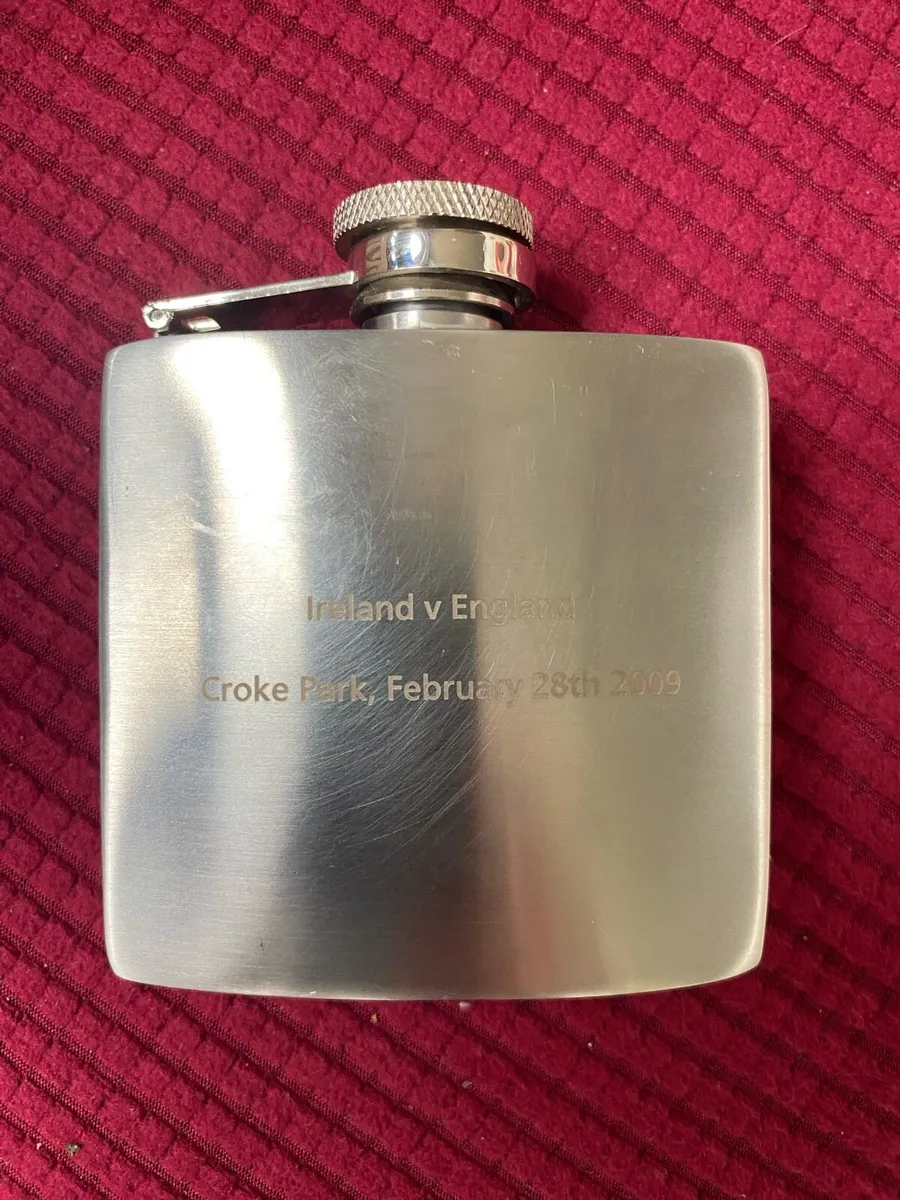 Ireland v England
Croke Park, February 28th 2009